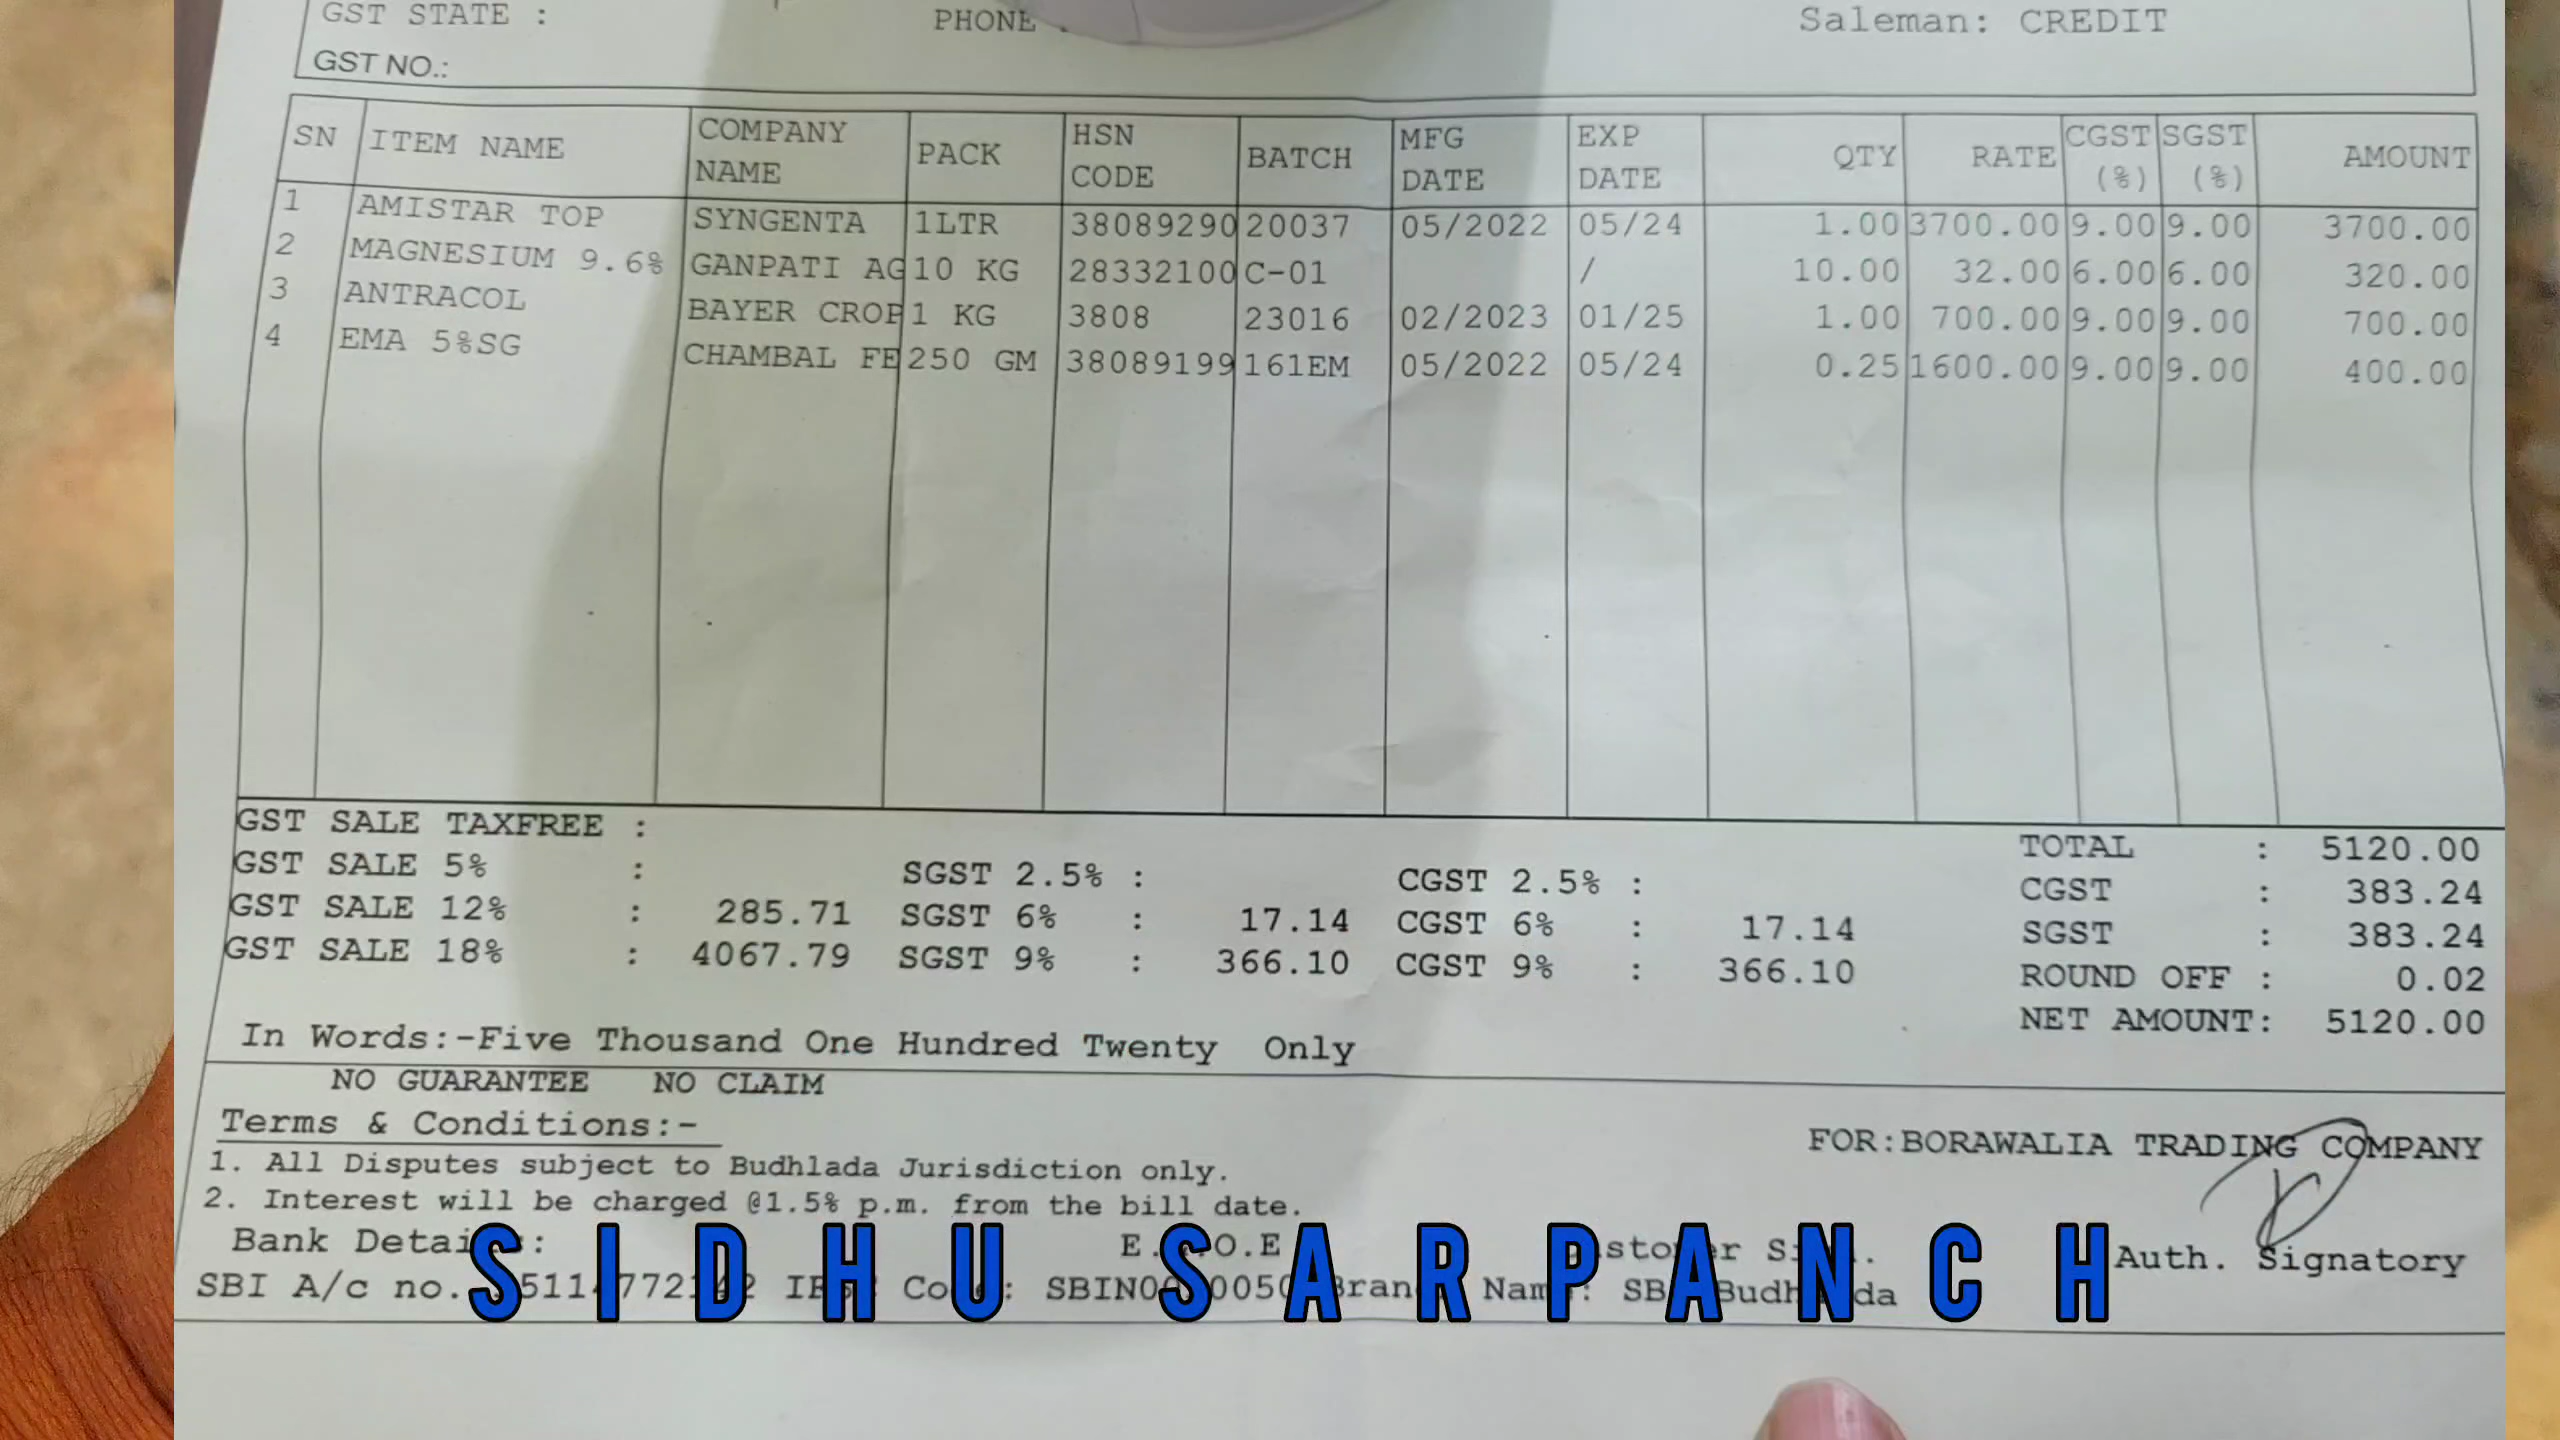 GST STATE :
PHONE
Saleman: CREDIT
GST NO.:
SN ITEM NAME COMPANY NAME PACK HSN CODE BATCH MFG DATE EXP DATE QTY RATE CGST (%) SGST (%) AMOUNT
1 AMISTAR TOP SYNGENTA 1LTR 38089290 20037 05/2022 05/24 1.00 3700.00 9.00 9.00 3700.00
2 MAGNESIUM 9.6% GANPATI AG 10 KG 28332100 C-01 / 10.00 32.00 6.00 6.00 320.00
3 ANTRACOL BAYER CROP 1 KG 3808 23016 02/2023 01/25 1.00 700.00 9.00 9.00 700.00
4 EMA 5%SG CHAMBAL FE 250 GM 38089199 161EM 05/2022 05/24 0.25 1600.00 9.00 9.00 400.00
GST SALE TAXFREE :
TOTAL : 5120.00
GST SALE 5% : SGST 2.5% : CGST 2.5% :
CGST : 383.24
GST SALE 12% : 285.71 SGST 6% : 17.14 CGST 6% : 17.14
SGST : 383.24
GST SALE 18% : 4067.79 SGST 9% : 366.10 CGST 9% : 366.10
ROUND OFF : 0.02
NET AMOUNT: 5120.00
In Words:-Five Thousand One Hundred Twenty Only
NO GUARANTEE NO CLAIM
Terms & Conditions:-
FOR:BORAWALIA TRADING COMPANY
1. All Disputes subject to Budhlada Jurisdiction only.
2. Interest will be charged @1.5% p.m. from the bill date.
Bank
Auth. Signatory
SBI A/c no.
SIDHU SARPANCH